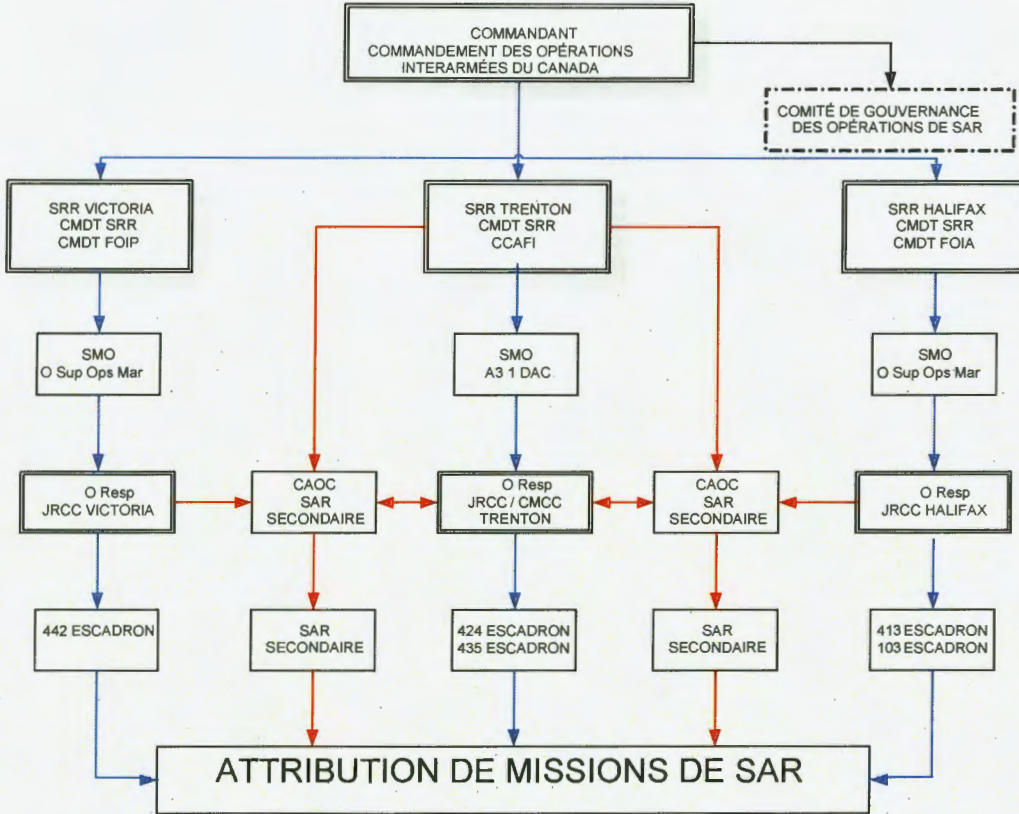 COMMANDANT
COMMANDEMENT DES OPÉRATIONS
INTERARMÉES DU CANADA
COMITÉ DE GOUVERNANCE
DES OPÉRATIONS DE SAR
SRR VICTORIA
CMDT SRR
CMDT FOIP
SRR TRENTON
CMDT SRR
CCAFI
SRR HALIFAX
CMDT SRR
CMDT FOIA
SMO
O Sup Ops Mar
SMO
A3 1 DAC
SMO
O Sup Ops Mar
O Resp
JRCC VICTORIA
CAOC
SAR
SECONDAIRE
O Resp
JRCC / CMCC
TRENTON
CAOC
SAR
SECONDAIRE
O Resp
JRCC HALIFAX
442 ESCADRON
SAR
SECONDAIRE
424 ESCADRON
435 ESCADRON
SAR
SECONDAIRE
413 ESCADRON
103 ESCADRON
ATTRIBUTION DE MISSIONS DE SAR